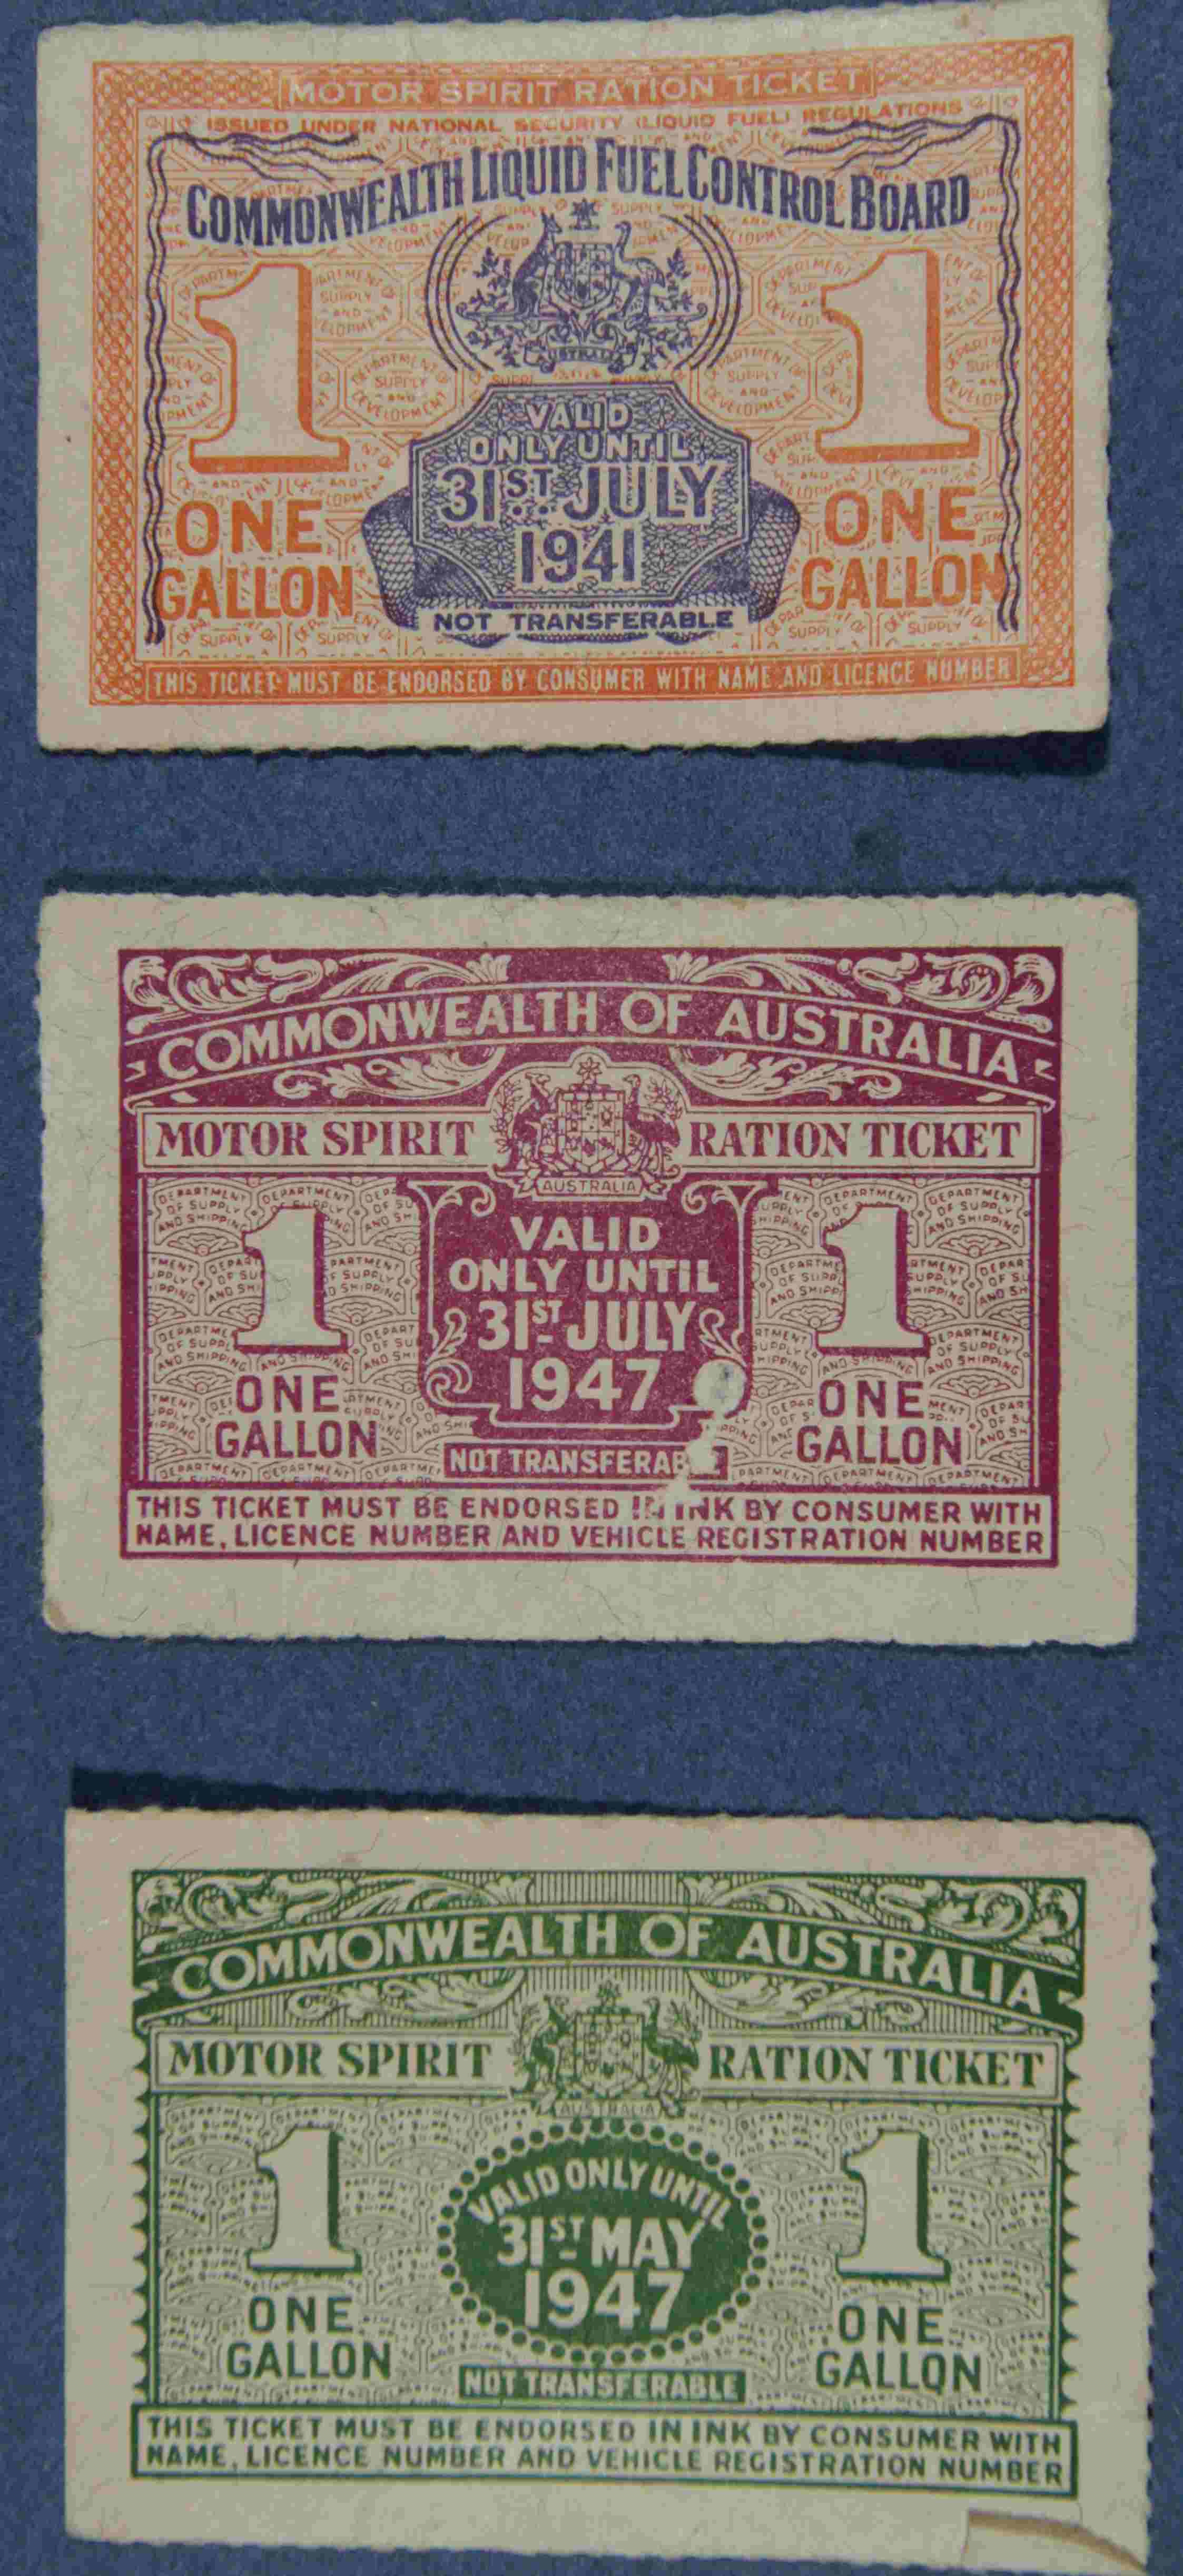 MOTOR SPIRIT RATION TICKET
ISSUED UNDER NATIONAL SECURITY (LIQUID FUEL) REGULATIONS
COMMONWEALTH LIQUID FUEL CONTROL BOARD
AUSTRALIA
1 1
VALID
ONLY UNTIL
31ST JULY
1941
ONE ONE
GALLON GALLON
NOT TRANSFERABLE
THIS TICKET MUST BE ENDORSED BY CONSUMER WITH NAME AND LICENCE NUMBER
COMMONWEALTH OF AUSTRALIA
MOTOR SPIRIT RATION TICKET
AUSTRALIA
1 1
VALID
ONLY UNTIL
31ST JULY
1947
ONE ONE
GALLON GALLON
NOT TRANSFERAB
THIS TICKET MUST BE ENDORSED IN INK BY CONSUMER WITH
NAME, LICENCE NUMBER AND VEHICLE REGISTRATION NUMBER
COMMONWEALTH OF AUSTRALIA
MOTOR SPIRIT RATION TICKET
AUSTRALIA
1 1
VALID ONLY UNTIL
31ST MAY
1947
ONE ONE
GALLON GALLON
NOT TRANSFERABLE
THIS TICKET MUST BE ENDORSED IN INK BY CONSUMER WITH
NAME, LICENCE NUMBER AND VEHICLE REGISTRATION NUMBER